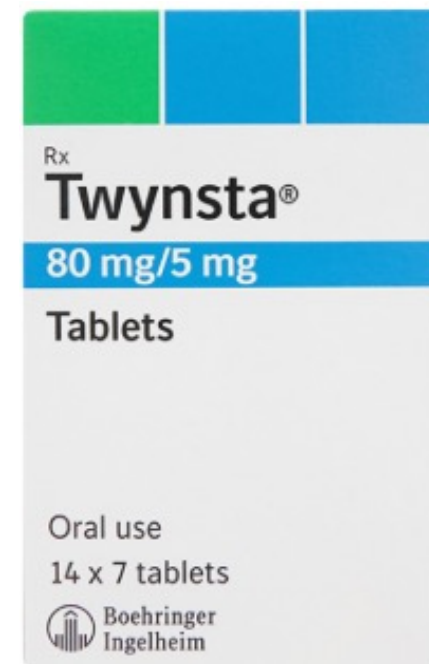 Rx
Twynsta®
80 mg/5 mg
Tablets
Oral use
14 x 7 tablets
Boehringer
Ingelheim